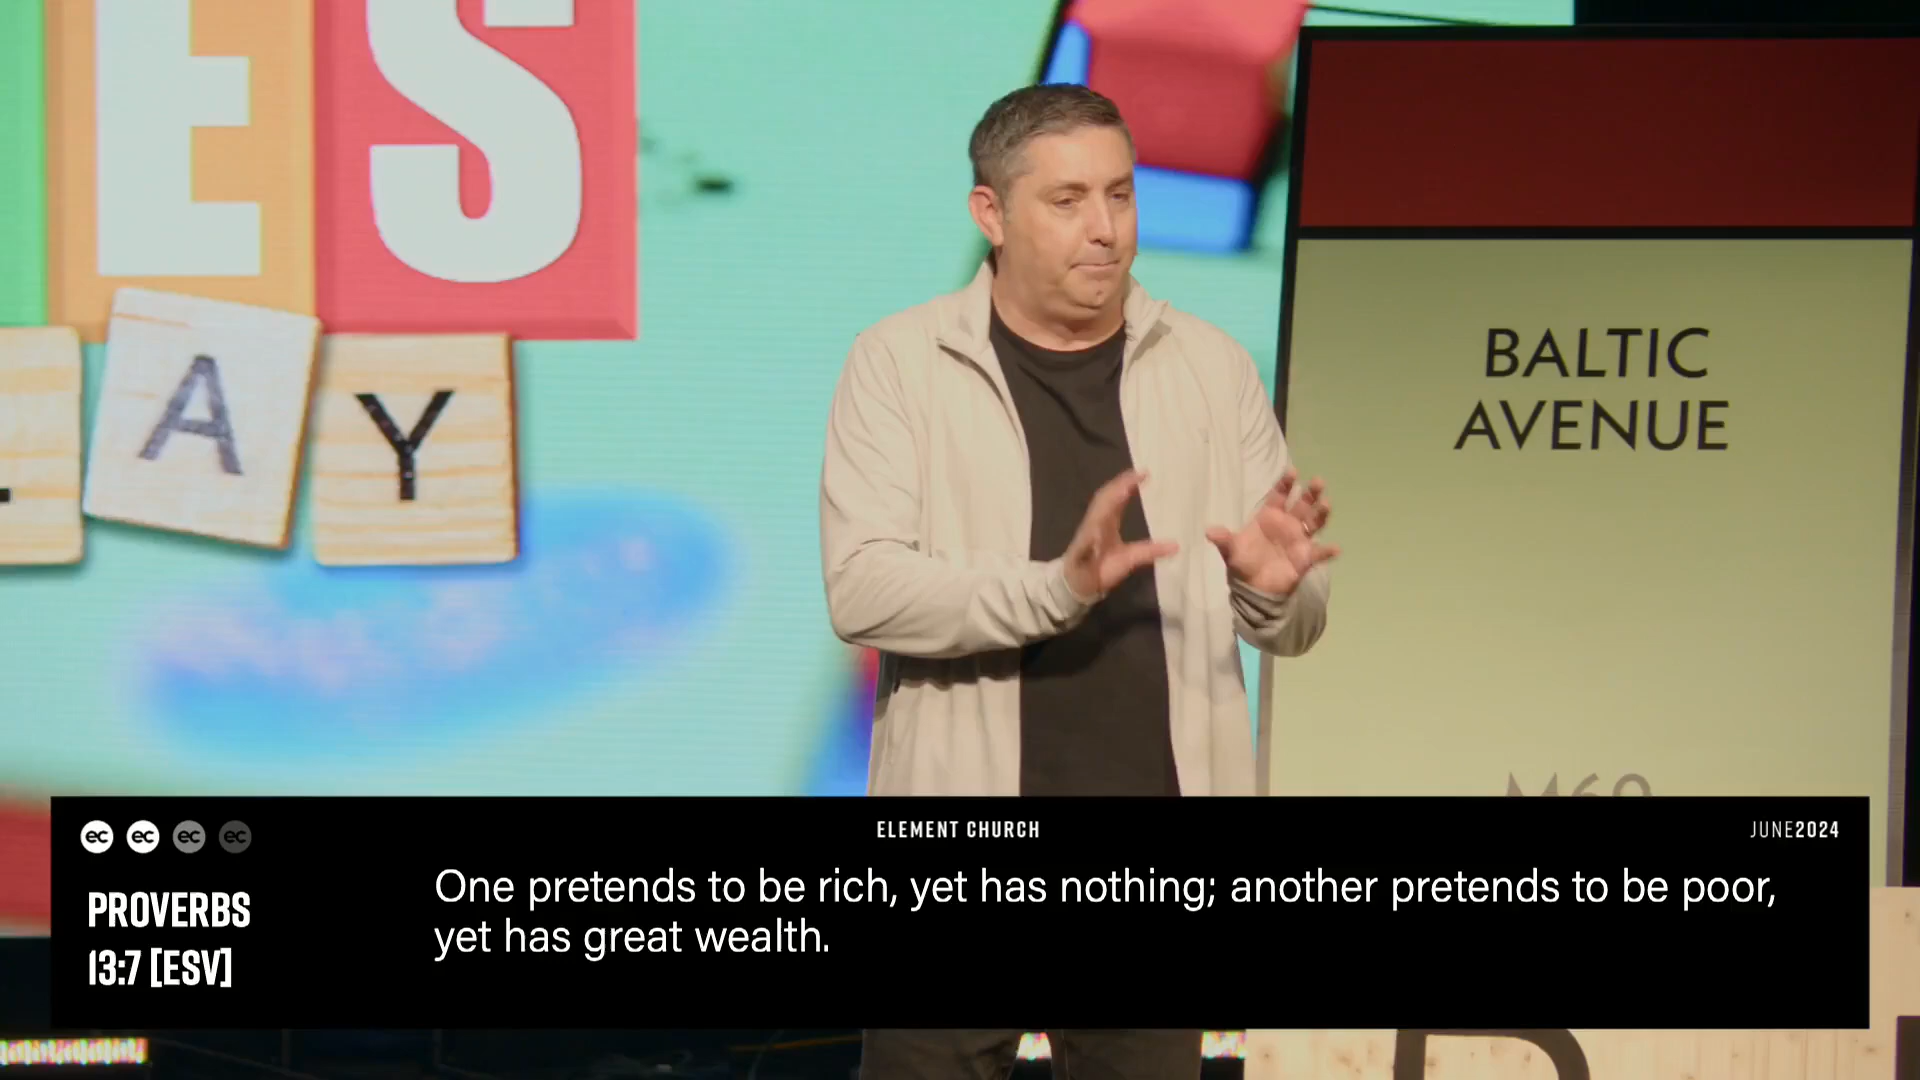 ES
A Y
BALTIC
AVENUE
M60
ec ec ec ec
ELEMENT CHURCH
JUNE2024
PROVERBS
13:7 [ESV]
One pretends to be rich, yet has nothing; another pretends to be poor,
yet has great wealth.